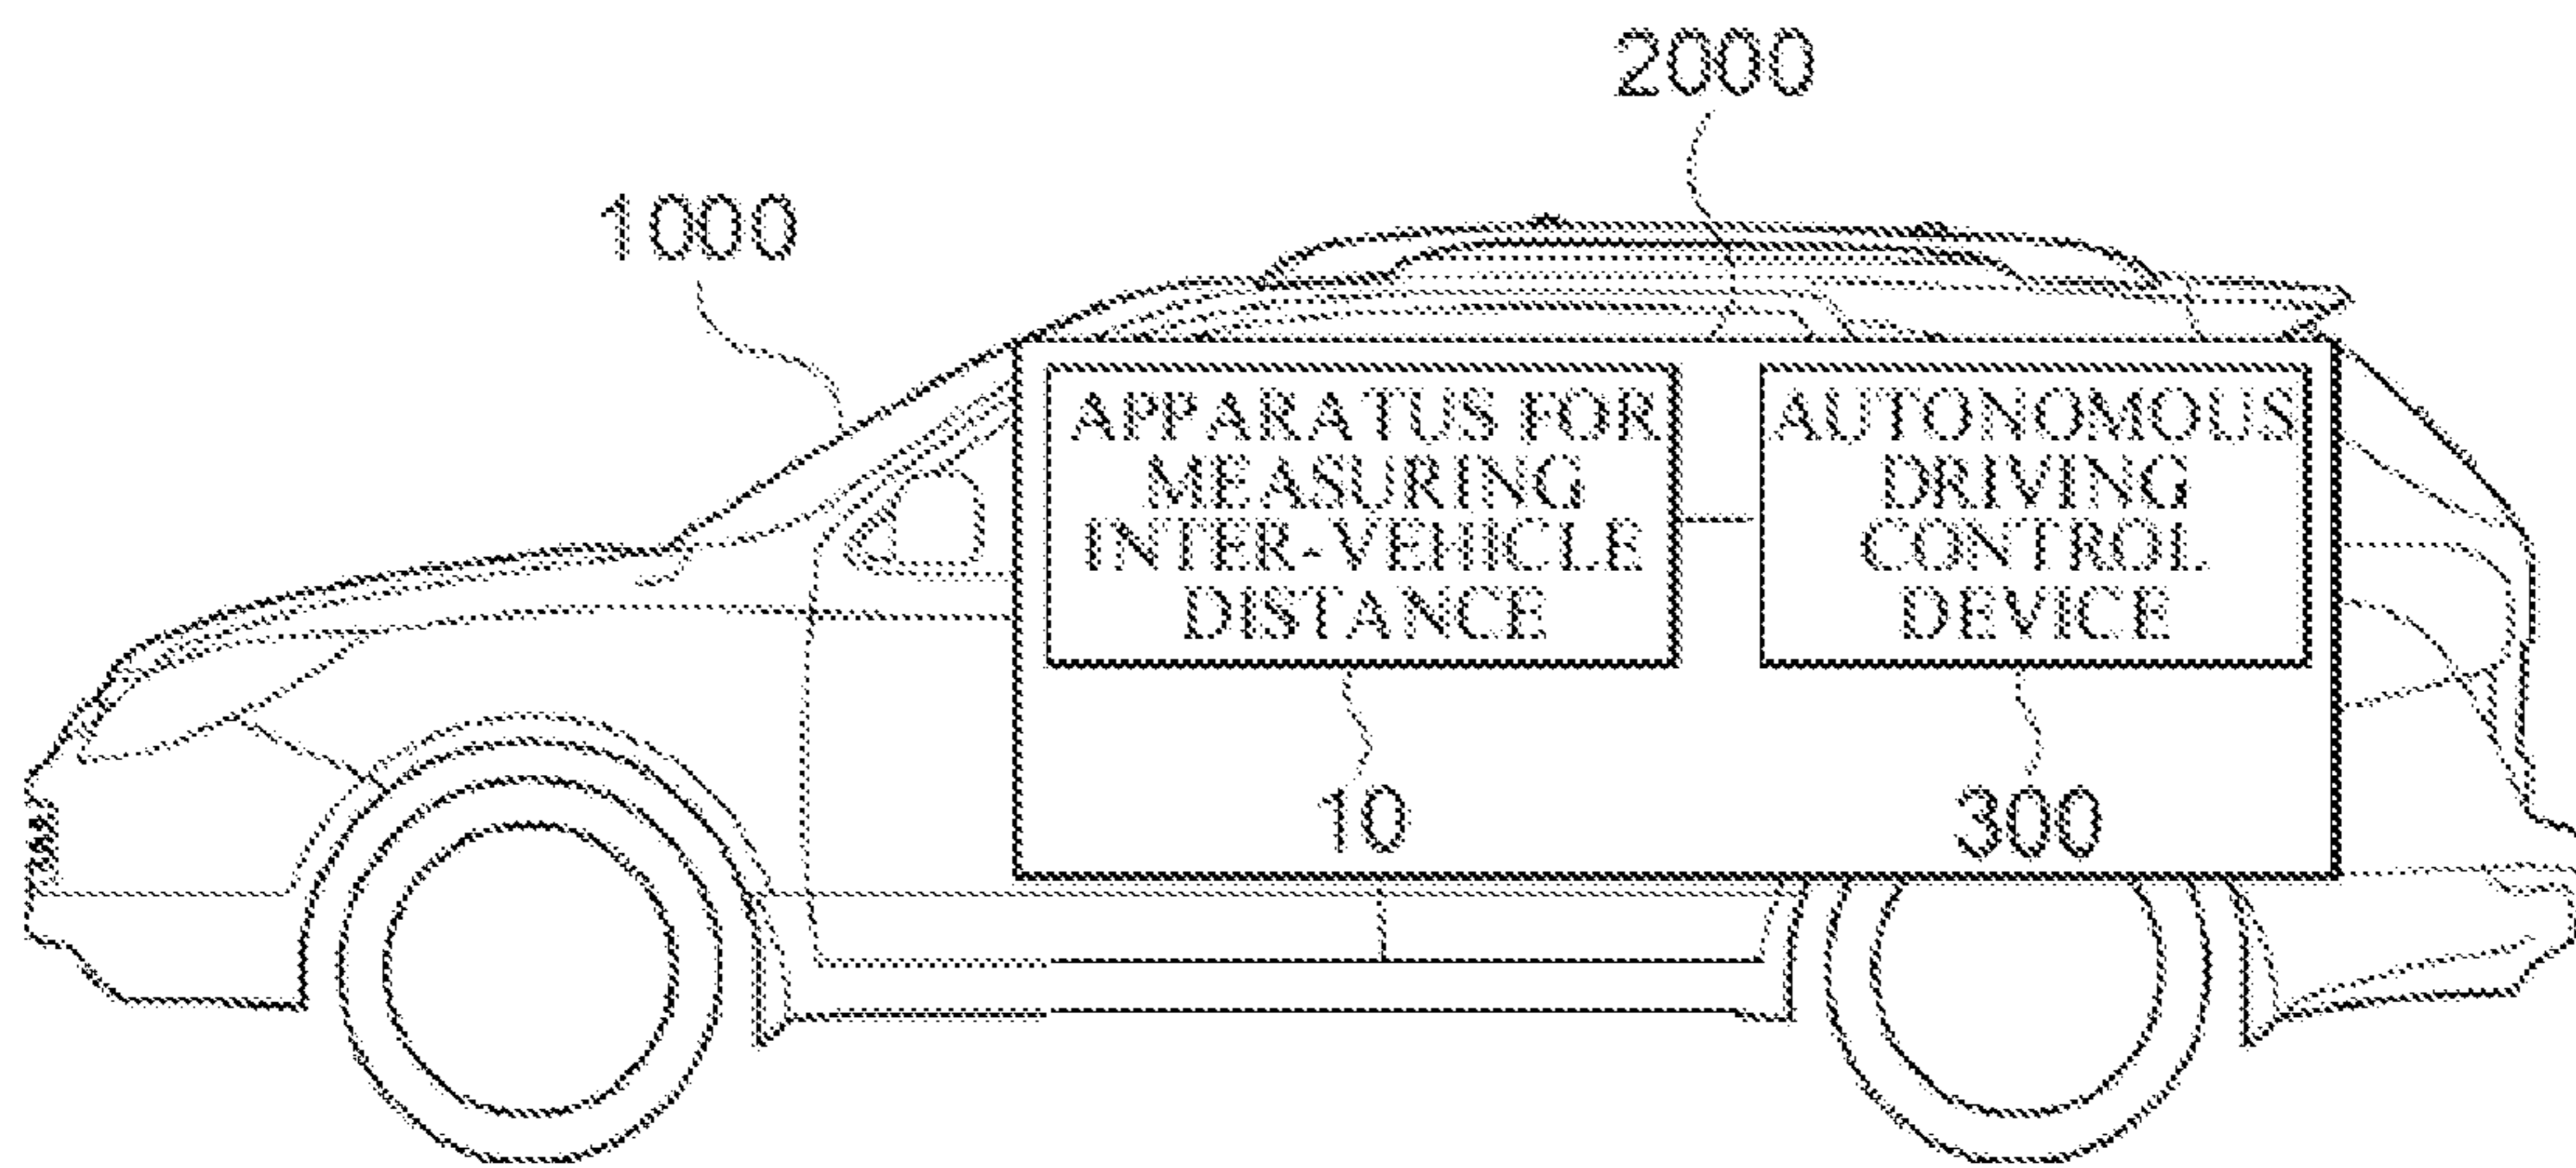 2000
1000
APPARATUS FOR
MEASURING
INTER-VEHICLE
DISTANCE
AUTONOMOUS
DRIVING
CONTROL
DEVICE
10
300